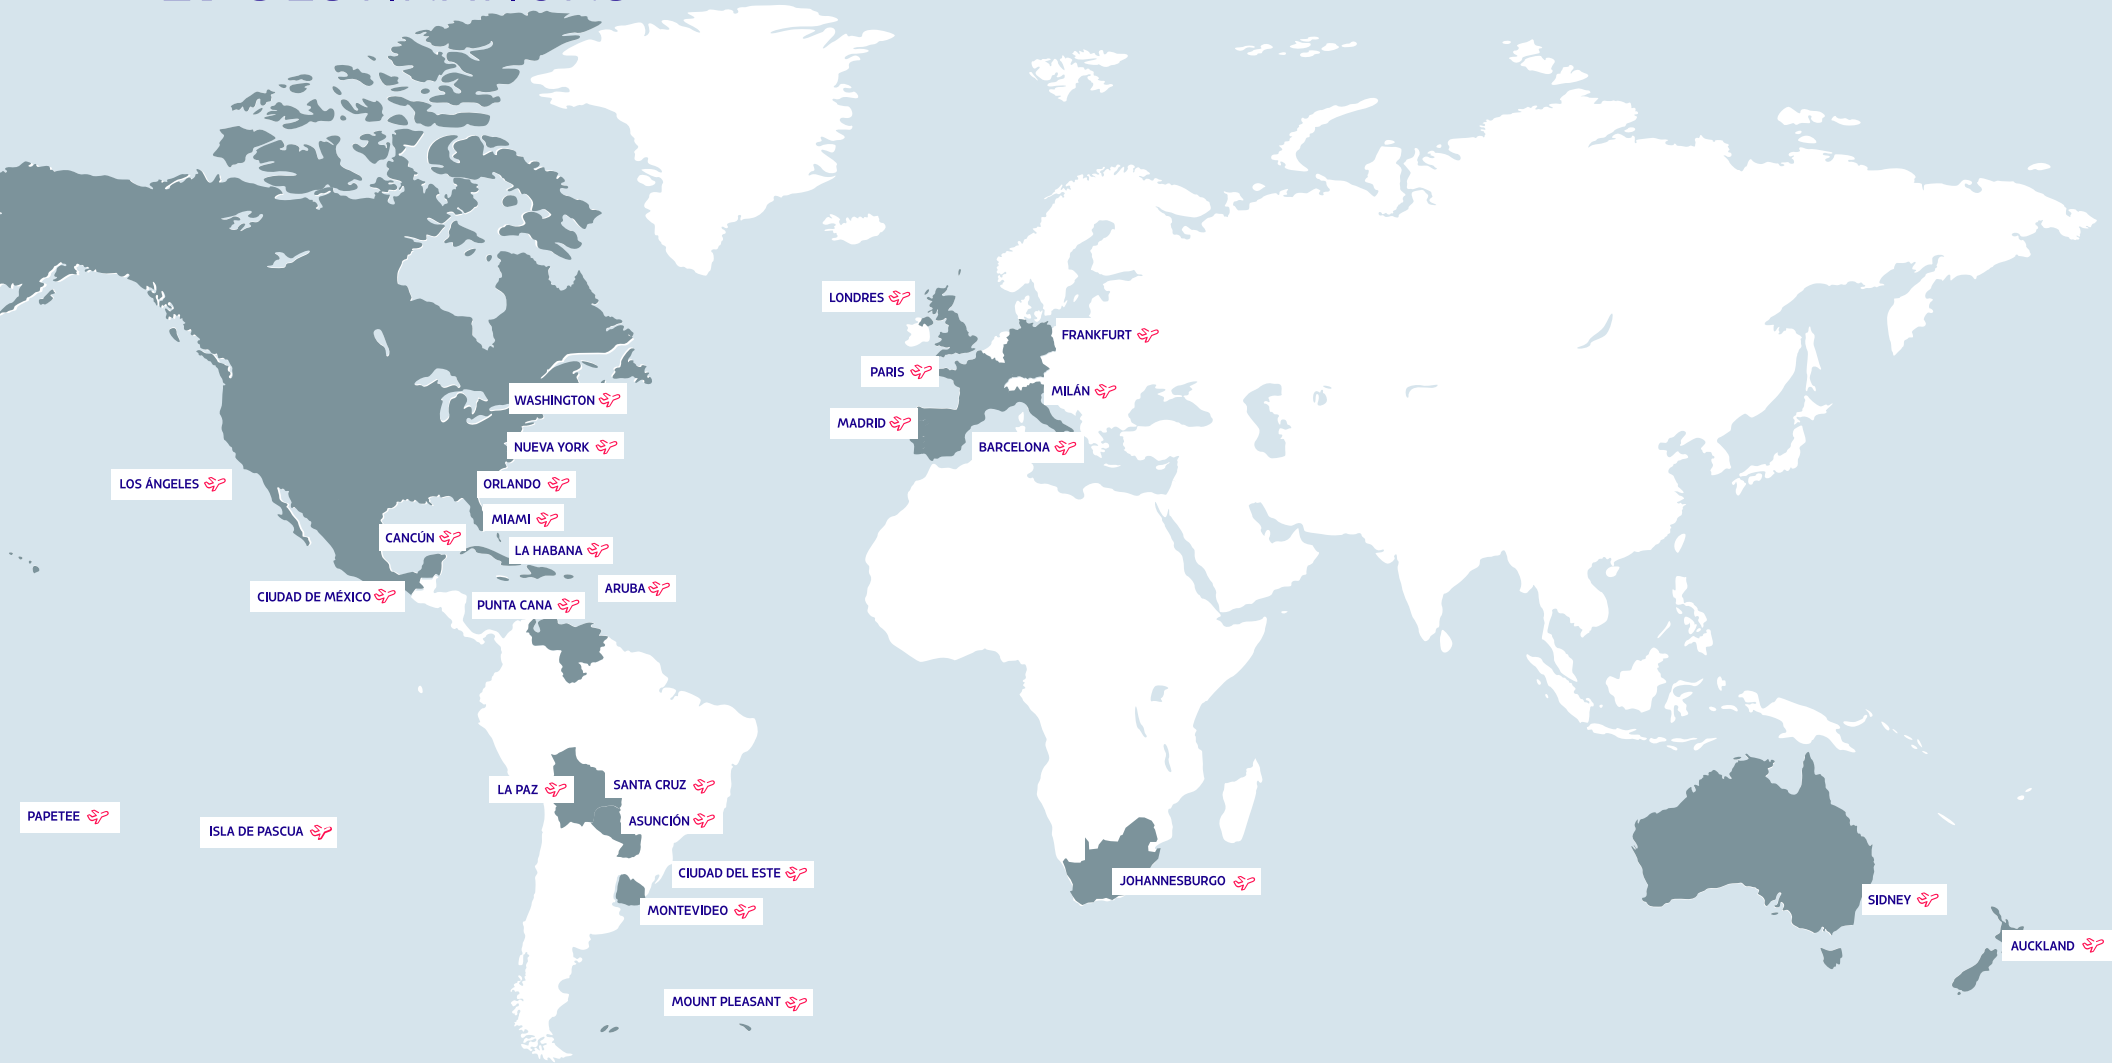 LONDRES
FRANKFURT
PARIS
MILÁN
WASHINGTON
MADRID
NUEVA YORK
BARCELONA
LOS ÁNGELES
ORLANDO
MIAMI
CANCÚN
LA HABANA
ARUBA
CIUDAD DE MÉXICO
PUNTA CANA
SANTA CRUZ
LA PAZ
PAPETEE
ASUNCIÓN
ISLA DE PASCUA
CIUDAD DEL ESTE
JOHANNESBURGO
SIDNEY
MONTEVIDEO
AUCKLAND
MOUNT PLEASANT